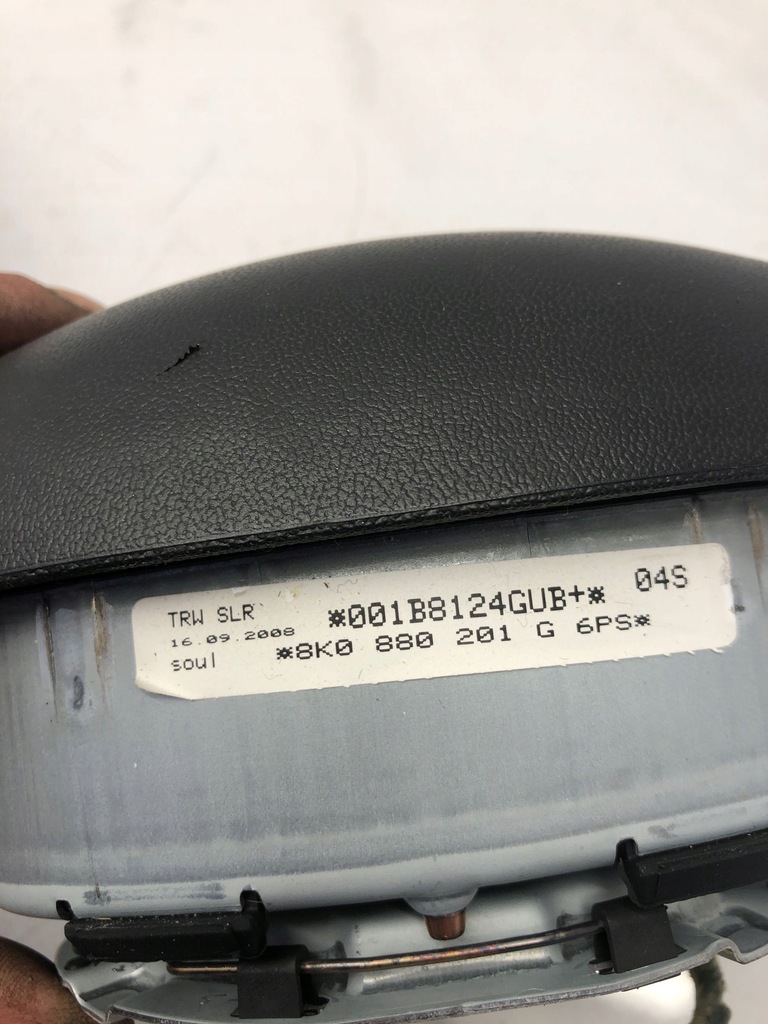 TRW SLR *001B8124GUB+* 04S
16.09.2008
soul *8K0 880 201 G 6PS*